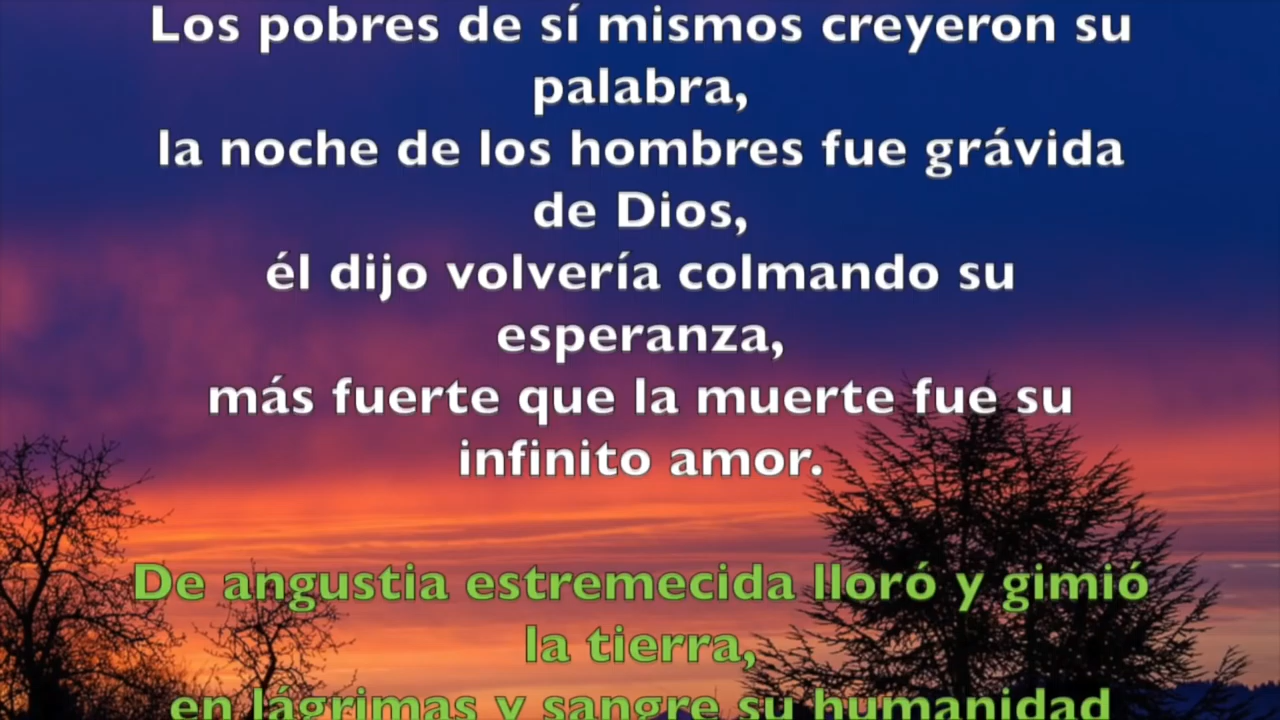 Los pobres de sí mismos creyeron su
palabra,
la noche de los hombres fue grávida
de Dios,
él dijo volvería colmando su
esperanza,
más fuerte que la muerte fue su
infinito amor.
De angustia estremecida lloró y gimió
la tierra,
en lágrimas y sangre su humanidad